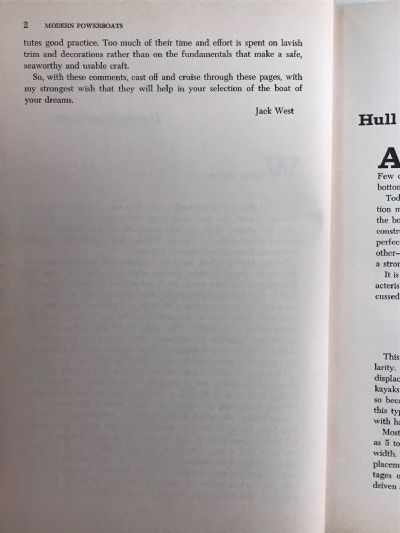 2 MODERN POWERBOATS
tutes good practice. Too much of their time and effort is spent on lavish
trim and decorations rather than on the fundamentals that make a safe,
seaworthy and usable craft.
So, with these comments, cast off and cruise through these pages, with
my strongest wish that they will help in your selection of the boat of
your dreams.
Jack West
Hull
A
Few
botto
Tod
tion m
the bo
constr
perfec
other—
a stron
It is
acteris
cussed
This
larity.
displac
kayaks
so beca
this typ
with ha
Most
as 5 to
width.
placem
tages o
driven